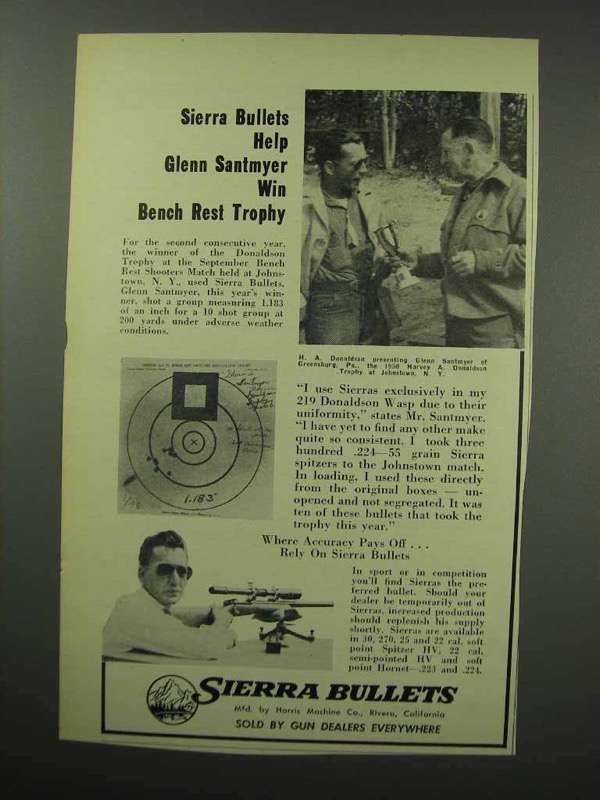 Sierra Bullets
Help
Glenn Santmyer
Win
Bench Rest Trophy
For the second consecutive year,
the winner of the Donaldson
Trophy at the September Bench
Rest Shooters Match held at Johns-
town, N. Y., used Sierra Bullets.
Glenn Santmyer, this year's win-
ner, shot a group measuring 1.183
of an inch for a 10 shot group at
200 yards under adverse weather
conditions.
H. A. Donaldson presenting Glenn Santmyer of
Greensburg, Pa., the 1950 Harvey A. Donaldson
Trophy at Johnstown, N. Y.
1.183"
"I use Sierras exclusively in my
219 Donaldson Wasp due to their
uniformity," states Mr. Santmyer.
"I have yet to find any other make
quite so consistent. I took three
hundred .224—55 grain Sierra
spitzers to the Johnstown match.
In loading, I used these directly
from the original boxes — un-
opened and not segregated. It was
ten of these bullets that took the
trophy this year."
Where Accuracy Pays Off . . .
Rely On Sierra Bullets
In sport or in competition
you'll find Sierras the pre-
ferred bullet. Should your
dealer be temporarily out of
Sierras, increased production
should replenish his supply
shortly. Sierras are available
in 30, 270, 25 and 22 cal. soft
point Spitzer HV, 22 cal.
semi-pointed HV and soft
point Hornet—.223 and .224.
SIERRA BULLETS
Mfd. by Harris Machine Co., Rivera, California
SOLD BY GUN DEALERS EVERYWHERE